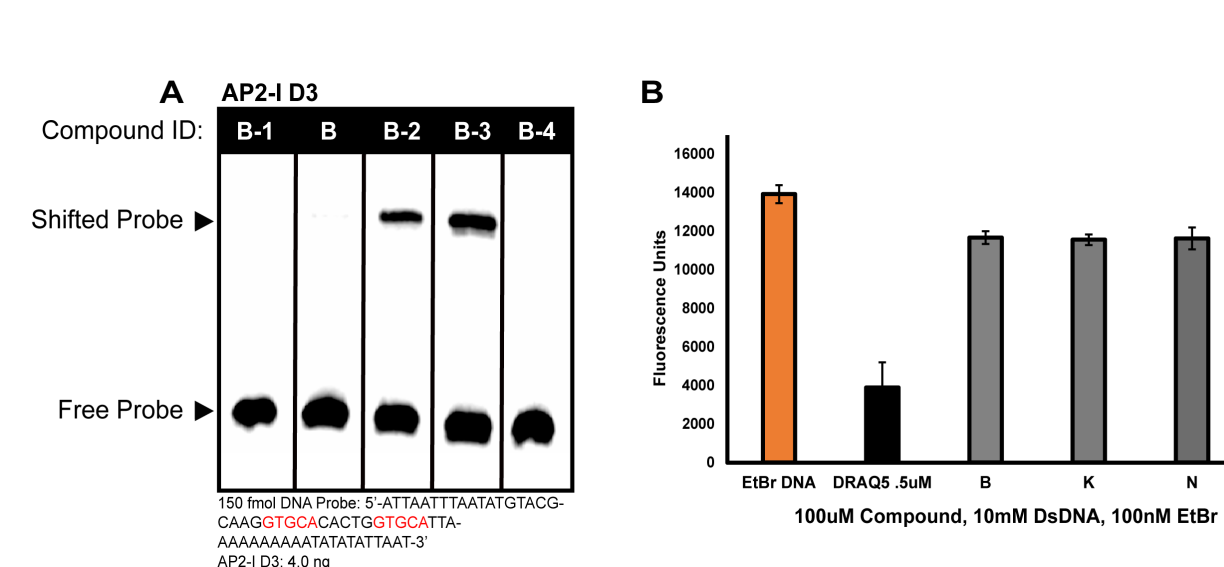 A
AP2-I D3
Compound ID: B-1 B B-2 B-3 B-4
Shifted Probe
Free Probe
150 fmol DNA Probe: 5'-ATTAATTTAATATGTACG-
CAAGGTGCACACTGGTGCATTA-
AAAAAAAAATATATATTAAT-3'
AP2-I D3: 4.0 ng
B
Fluorescence Units
16000
14000
12000
10000
8000
6000
4000
2000
0
EtBr DNA DRAQ5 .5uM B K N
100uM Compound, 10mM DsDNA, 100nM EtBr